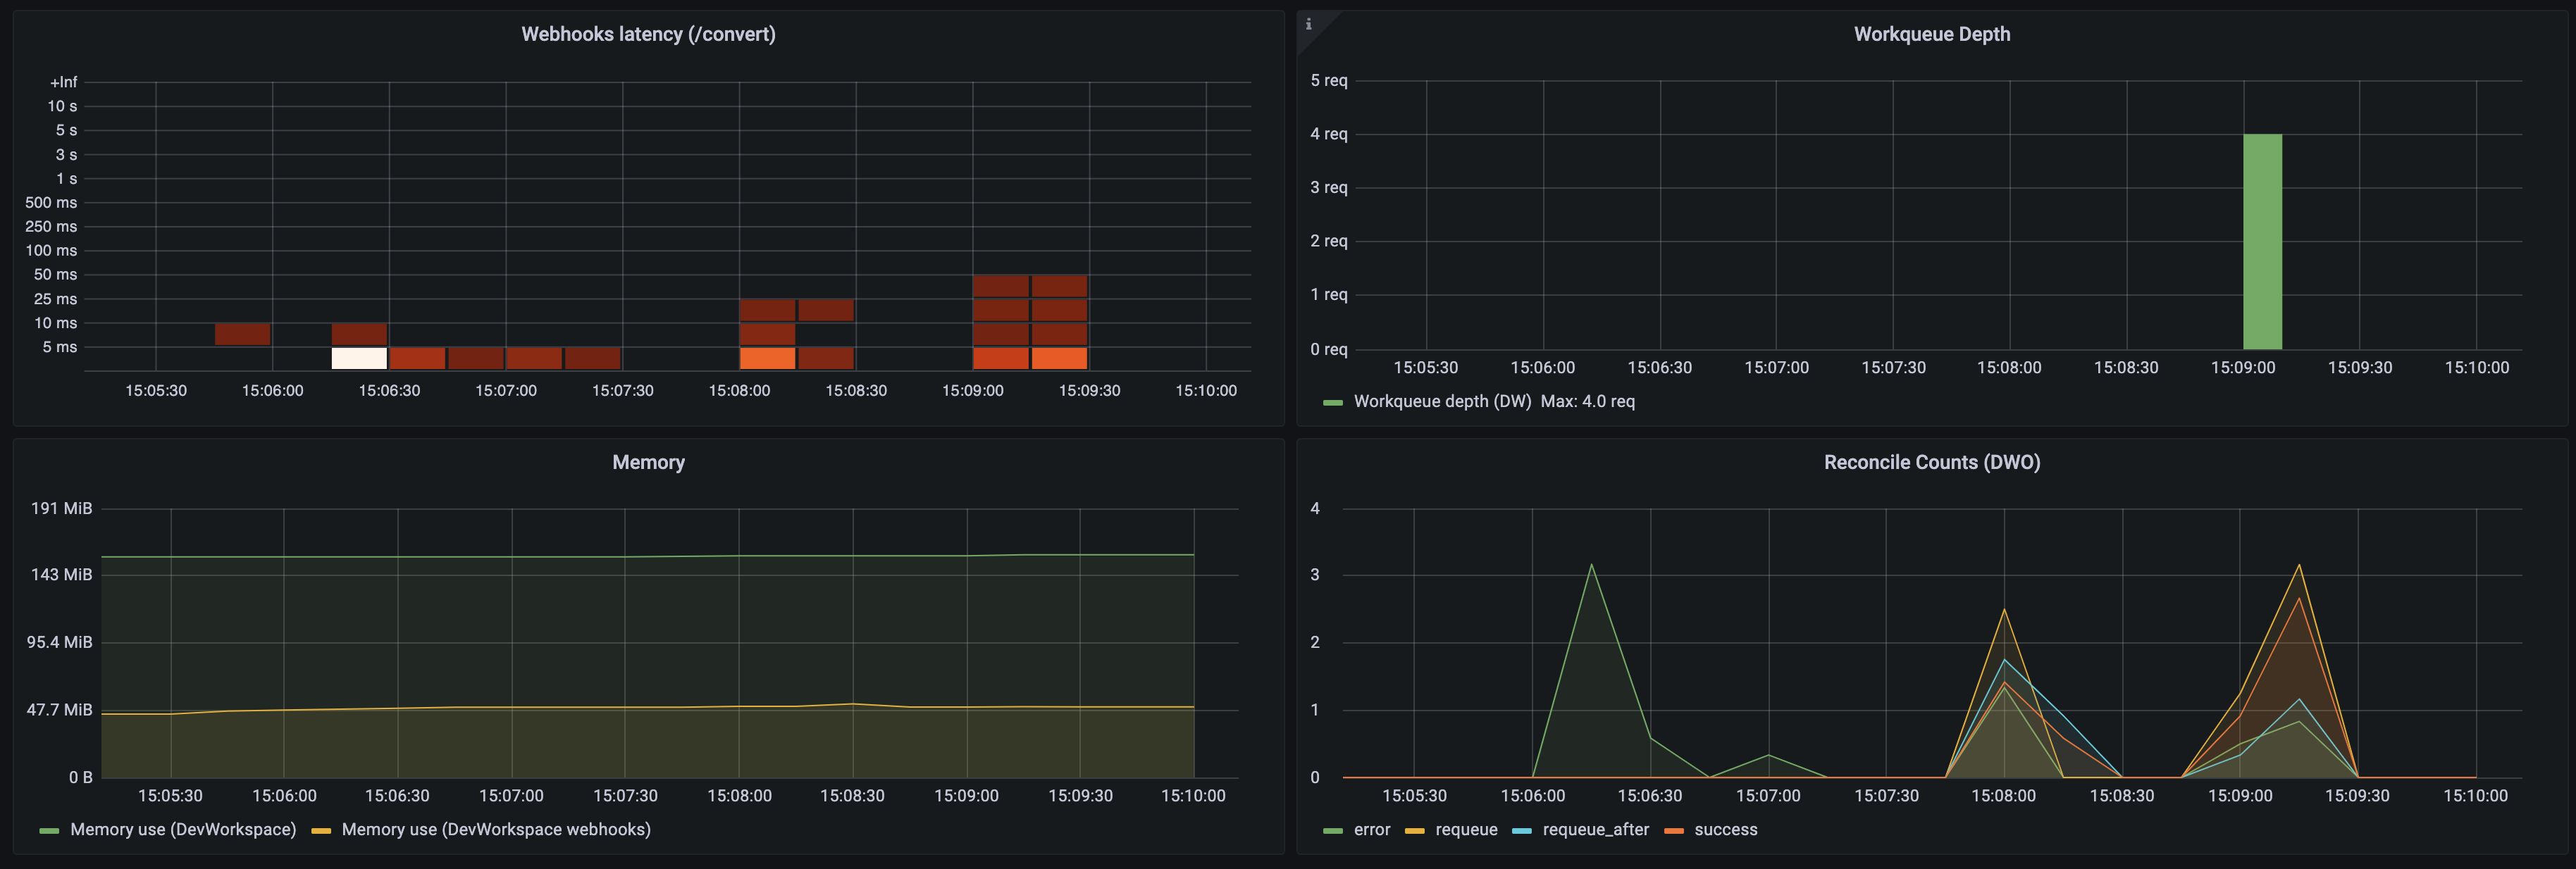 Webhooks latency (/convert)
+Inf
10 s
5 s
3 s
1 s
500 ms
250 ms
100 ms
50 ms
25 ms
10 ms
5 ms
15:05:30 15:06:00 15:06:30 15:07:00 15:07:30 15:08:00 15:08:30 15:09:00 15:09:30 15:10:00
i
Workqueue Depth
5 req
4 req
3 req
2 req
1 req
0 req
15:05:30 15:06:00 15:06:30 15:07:00 15:07:30 15:08:00 15:08:30 15:09:00 15:09:30 15:10:00
Workqueue depth (DW) Max: 4.0 req
Memory
191 MiB
143 MiB
95.4 MiB
47.7 MiB
0 B
15:05:30 15:06:00 15:06:30 15:07:00 15:07:30 15:08:00 15:08:30 15:09:00 15:09:30 15:10:00
Memory use (DevWorkspace) Memory use (DevWorkspace webhooks)
Reconcile Counts (DWO)
4
3
2
1
0
15:05:30 15:06:00 15:06:30 15:07:00 15:07:30 15:08:00 15:08:30 15:09:00 15:09:30 15:10:00
error requeue requeue_after success